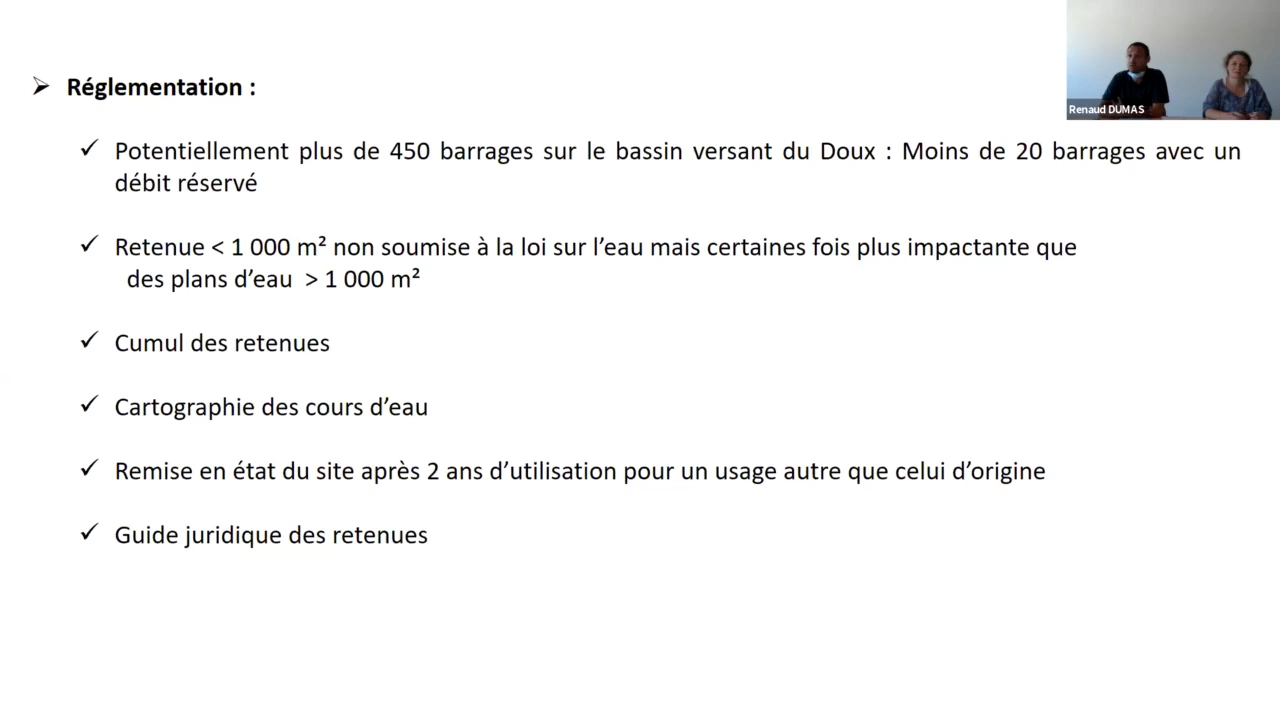 Réglementation :
Renaud DUMAS
Potentiellement plus de 450 barrages sur le bassin versant du Doux : Moins de 20 barrages avec un
débit réservé
Retenue < 1 000 m² non soumise à la loi sur l’eau mais certaines fois plus impactante que
des plans d’eau > 1 000 m²
Cumul des retenues
Cartographie des cours d’eau
Remise en état du site après 2 ans d’utilisation pour un usage autre que celui d’origine
Guide juridique des retenues